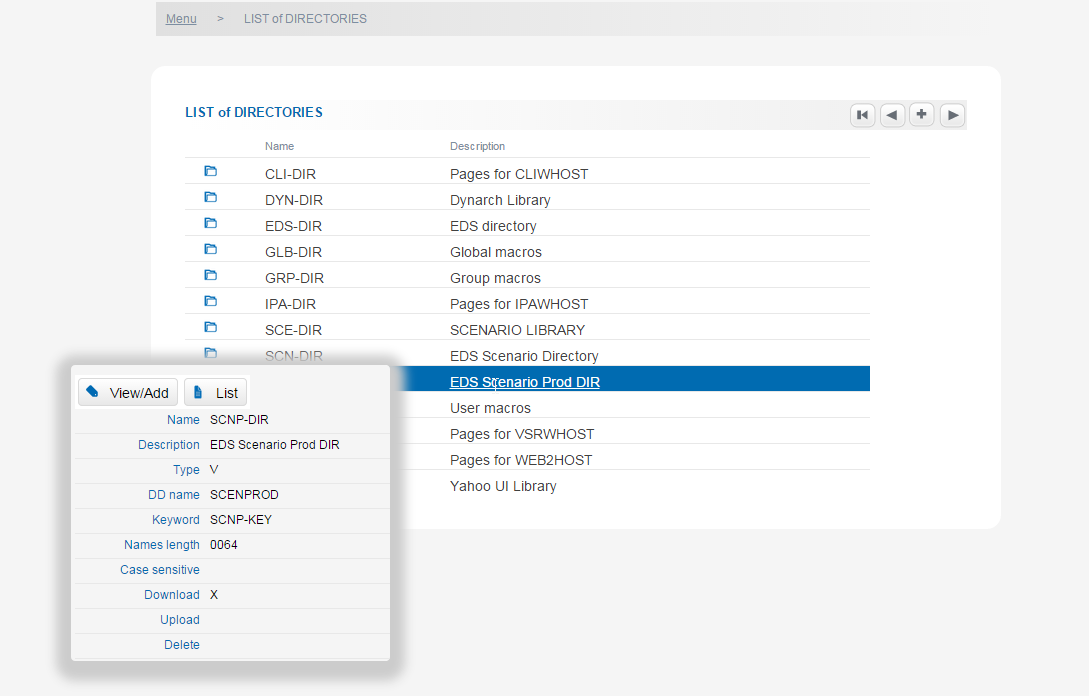 Menu > LIST of DIRECTORIES
LIST of DIRECTORIES
Name Description
CLI-DIR Pages for CLIWHOST
DYN-DIR Dynarch Library
EDS-DIR EDS directory
GLB-DIR Global macros
GRP-DIR Group macros
IPA-DIR Pages for IPAWHOST
SCE-DIR SCENARIO LIBRARY
SCN-DIR EDS Scenario Directory
EDS Scenario Prod DIR
User macros
Pages for VSRWHOST
Pages for WEB2HOST
Yahoo UI Library
View/Add List
Name SCNP-DIR
Description EDS Scenario Prod DIR
Type V
DD name SCENPROD
Keyword SCNP-KEY
Names length 0064
Case sensitive
Download X
Upload
Delete